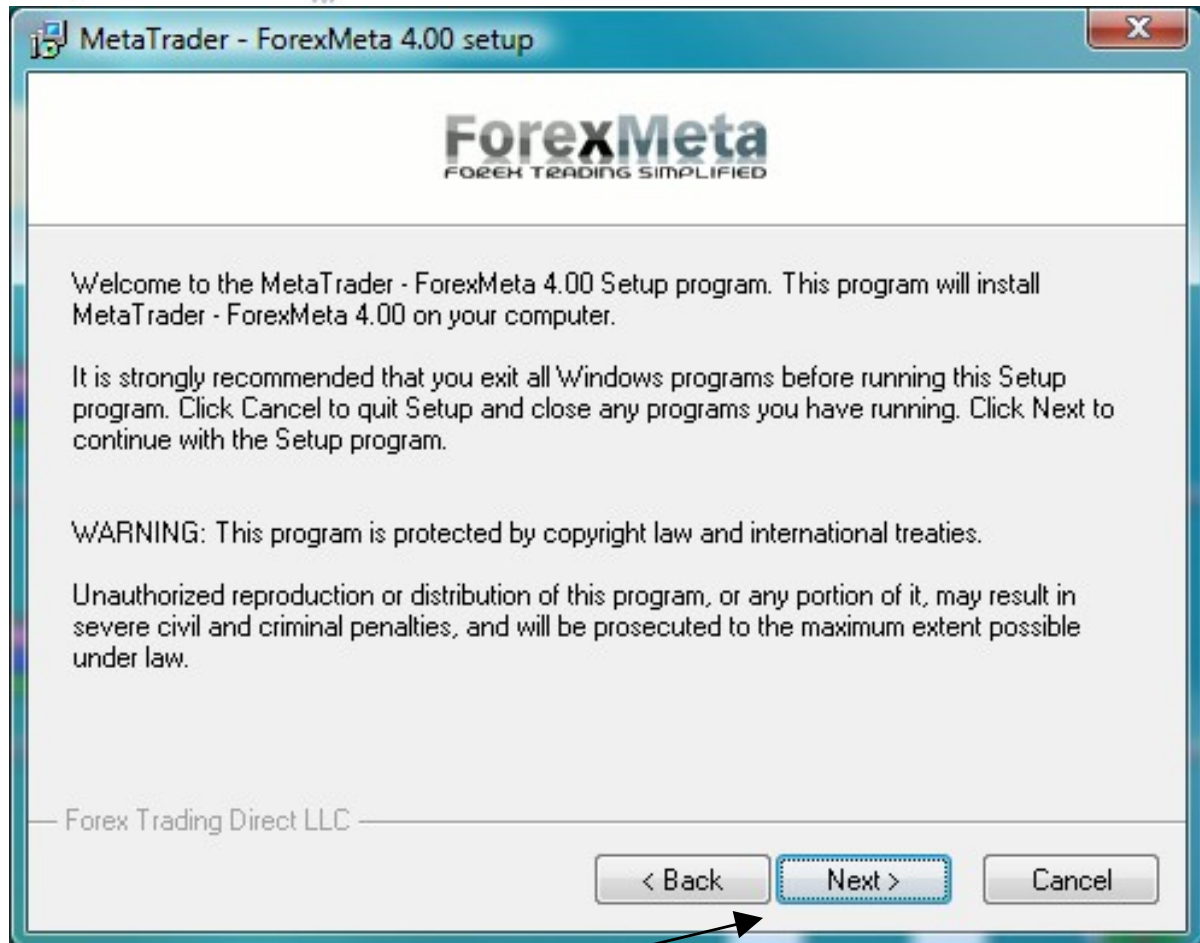 MetaTrader - ForexMeta 4.00 setup
X
ForexMeta
FOREX TRADING SIMPLIFIED
Welcome to the MetaTrader - ForexMeta 4.00 Setup program. This program will install
MetaTrader - ForexMeta 4.00 on your computer.
It is strongly recommended that you exit all Windows programs before running this Setup
program. Click Cancel to quit Setup and close any programs you have running. Click Next to
continue with the Setup program.
WARNING: This program is protected by copyright law and international treaties.
Unauthorized reproduction or distribution of this program, or any portion of it, may result in
severe civil and criminal penalties, and will be prosecuted to the maximum extent possible
under law.
Forex Trading Direct LLC
< Back Next > Cancel